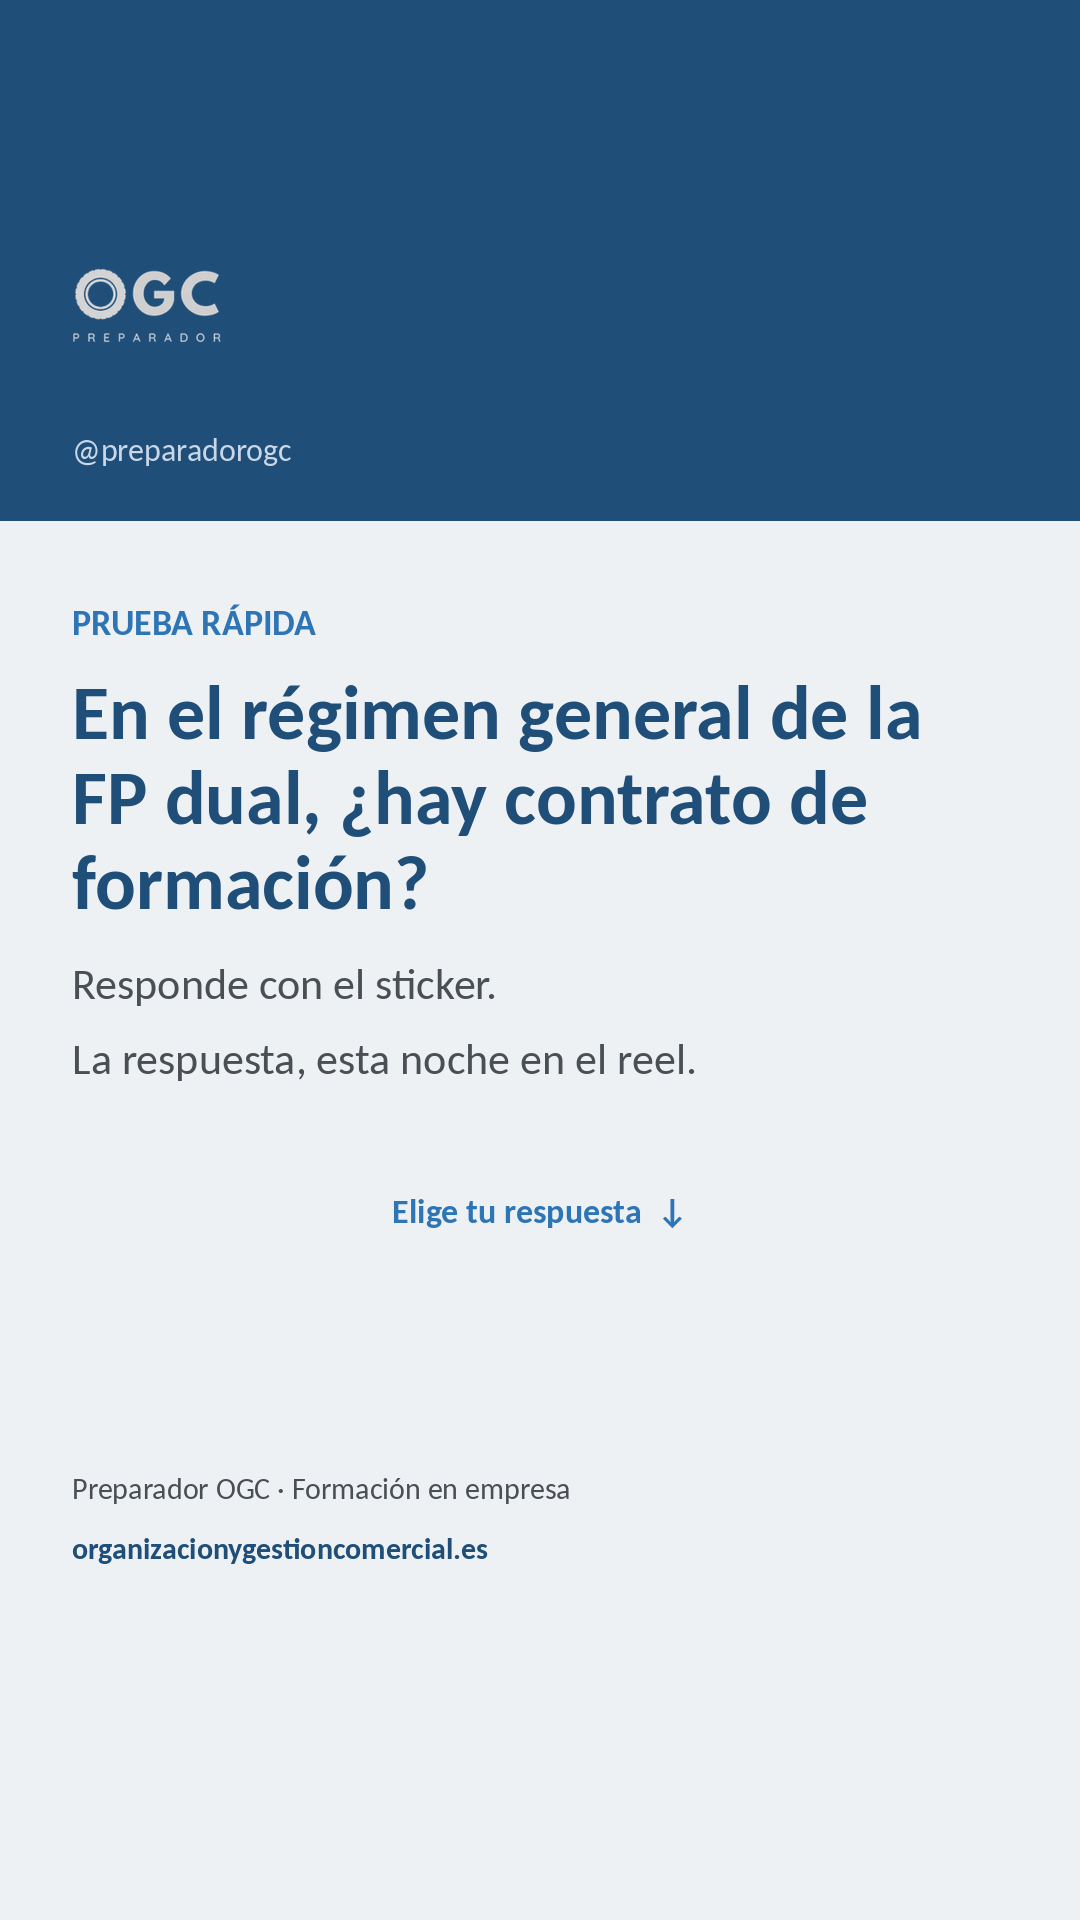 OGC
PREPARADOR
@preparadorogc
PRUEBA RÁPIDA
En el régimen general de la
FP dual, ¿hay contrato de
formación?
Responde con el sticker.
La respuesta, esta noche en el reel.
Elige tu respuesta ↓
Preparador OGC · Formación en empresa
organizacionygestioncomercial.es